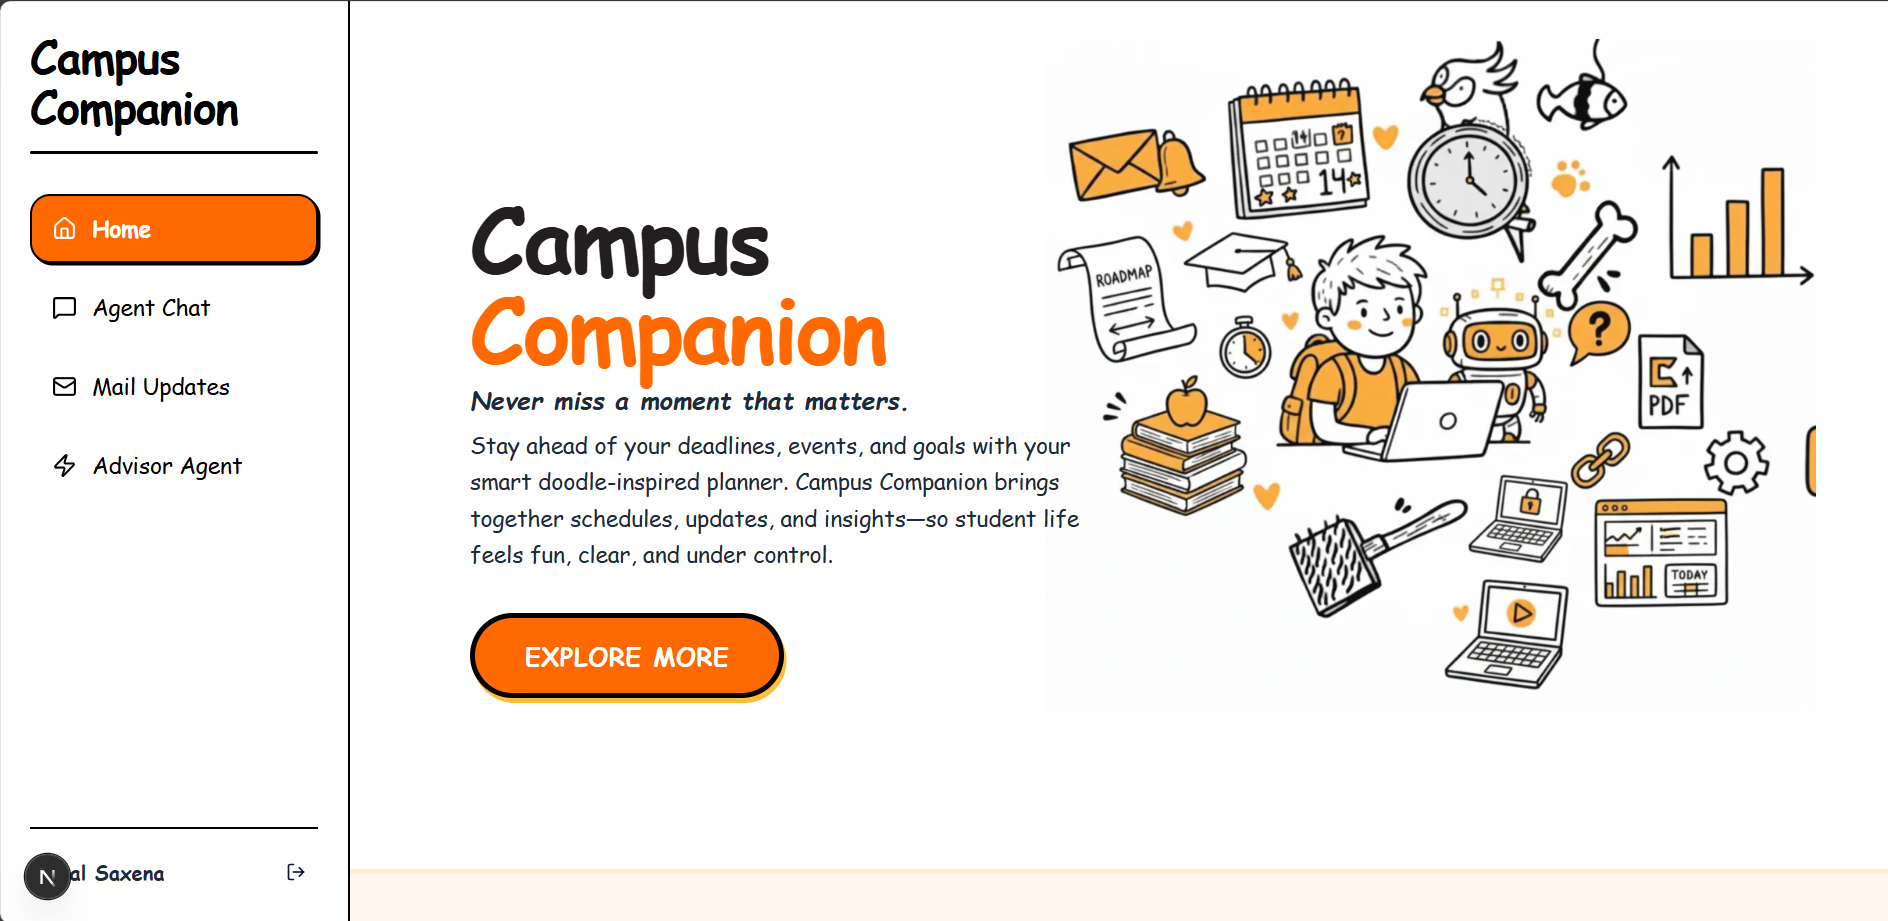 Campus
Companion
Home
Agent Chat
Mail Updates
Advisor Agent
al Saxena
N
Campus
Companion
Never miss a moment that matters.
Stay ahead of your deadlines, events, and goals with your
smart doodle-inspired planner. Campus Companion brings
together schedules, updates, and insights—so student life
feels fun, clear, and under control.
EXPLORE MORE
14
?
14
ROADMAP
?
PDF
TODAY